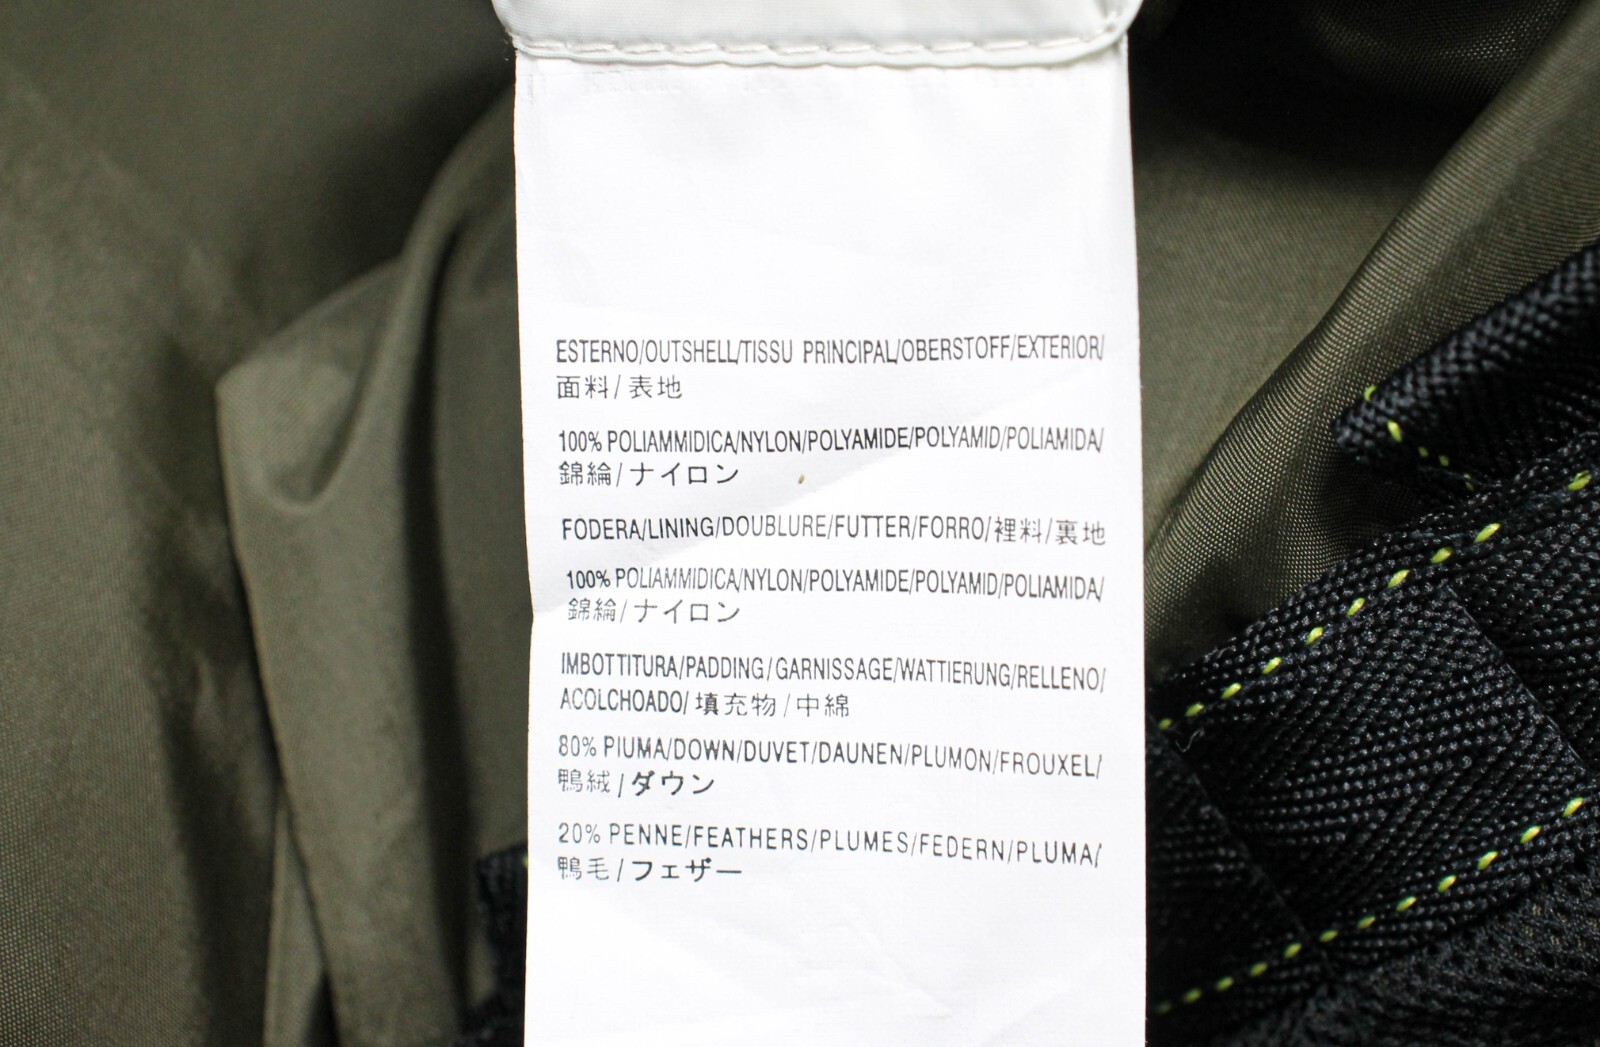 ESTERNO/OUTSHELL/TISSU PRINCIPAL/OBERSTOFF/EXTERIOR/
面料/表地
100% POLIAMMIDICA/NYLON/POLYAMIDE/POLYAMID/POLIAMIDA/
錦綸/ナイロン
FODERA/LINING/DOUBLURE/FUTTER/FORRO/裡料/裏地
100% POLIAMMIDICA/NYLON/POLYAMIDE/POLYAMID/POLIAMIDA/
錦綸/ナイロン
IMBOTTITURA/PADDING/GARNISSAGE/WATTIERUNG/RELLENO/
ACOLCHOADO/填充物/中綿
80% PIUMA/DOWN/DUVET/DAUNEN/PLUMON/FROUXEL/
鴨絨/ダウン
20% PENNE/FEATHERS/PLUMES/FEDERN/PLUMA/
鴨毛/フェザー